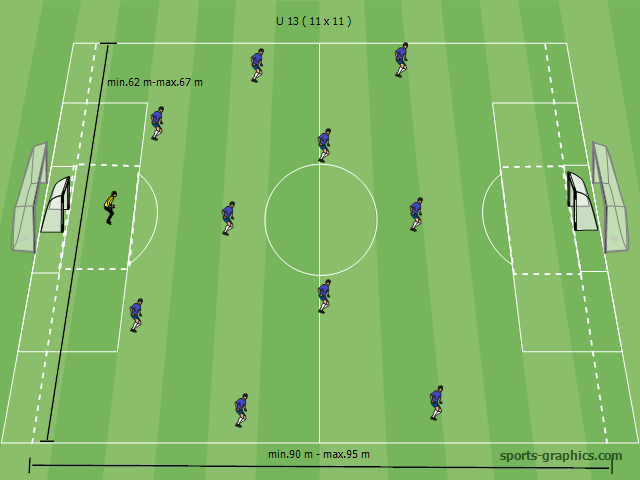 U 13 ( 11 x 11 )
min.62 m-max.67 m
min.90 m - max.95 m
sports-graphics.com